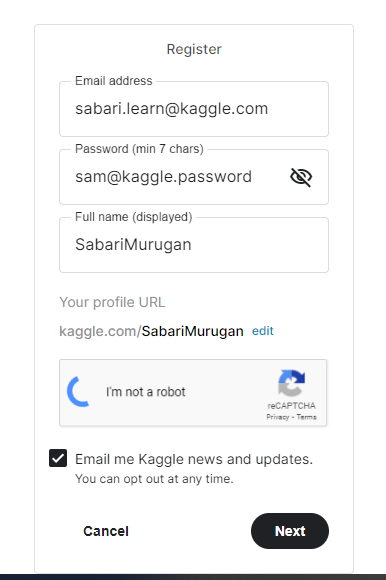 Register
Email address
sabari.learn@kaggle.com
Password (min 7 chars)
sam@kaggle.password
Full name (displayed)
SabariMurugan
Your profile URL
kaggle.com/SabariMurugan edit
I'm not a robot
reCAPTCHA
Privacy - Terms
Email me Kaggle news and updates.
You can opt out at any time.
Cancel Next